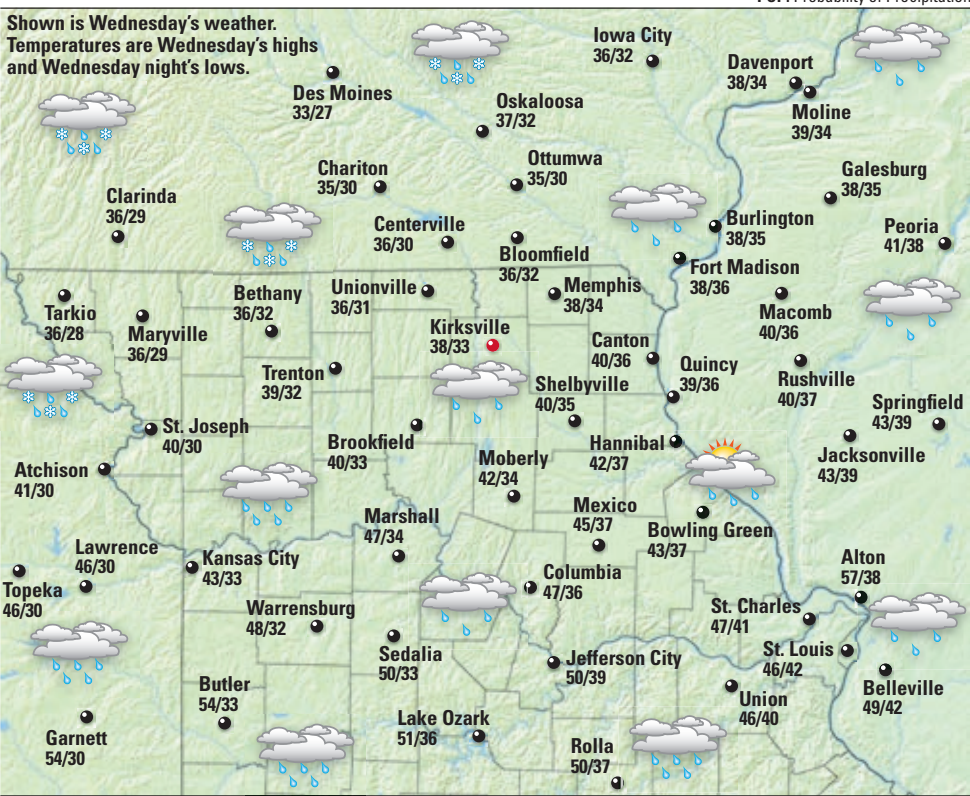 Shown is Wednesday's weather.
Temperatures are Wednesday's highs
and Wednesday night's lows.
Iowa City
36/32
Davenport
38/34
Des Moines
33/27
Moline
39/34
Oskaloosa
37/32
Ottumwa
35/30
Chariton
35/30
Galesburg
38/35
Clarinda
36/29
Centerville
36/30
Burlington
38/35
Peoria
41/38
Bloomfield
36/32
Fort Madison
38/36
Tarkio
36/28
Maryville
36/29
Bethany
36/32
Unionville
36/31
Memphis
38/34
Macomb
40/36
Kirksville
38/33
Canton
40/36
Quincy
39/36
Trenton
39/32
Shelbyville
40/35
Rushville
40/37
Springfield
43/39
St. Joseph
40/30
Brookfield
40/33
Hannibal
42/37
Jacksonville
43/39
Atchison
41/30
Moberly
42/34
Mexico
45/37
Bowling Green
43/37
Marshall
47/34
Lawrence
46/30
Kansas City
43/33
Topeka
46/30
Columbia
47/36
Alton
57/38
Warrensburg
48/32
St. Charles
47/41
Sedalia
50/33
Jefferson City
50/39
St. Louis
46/42
Belleville
49/42
Butler
54/33
Union
46/40
Garnett
54/30
Lake Ozark
51/36
Rolla
50/37